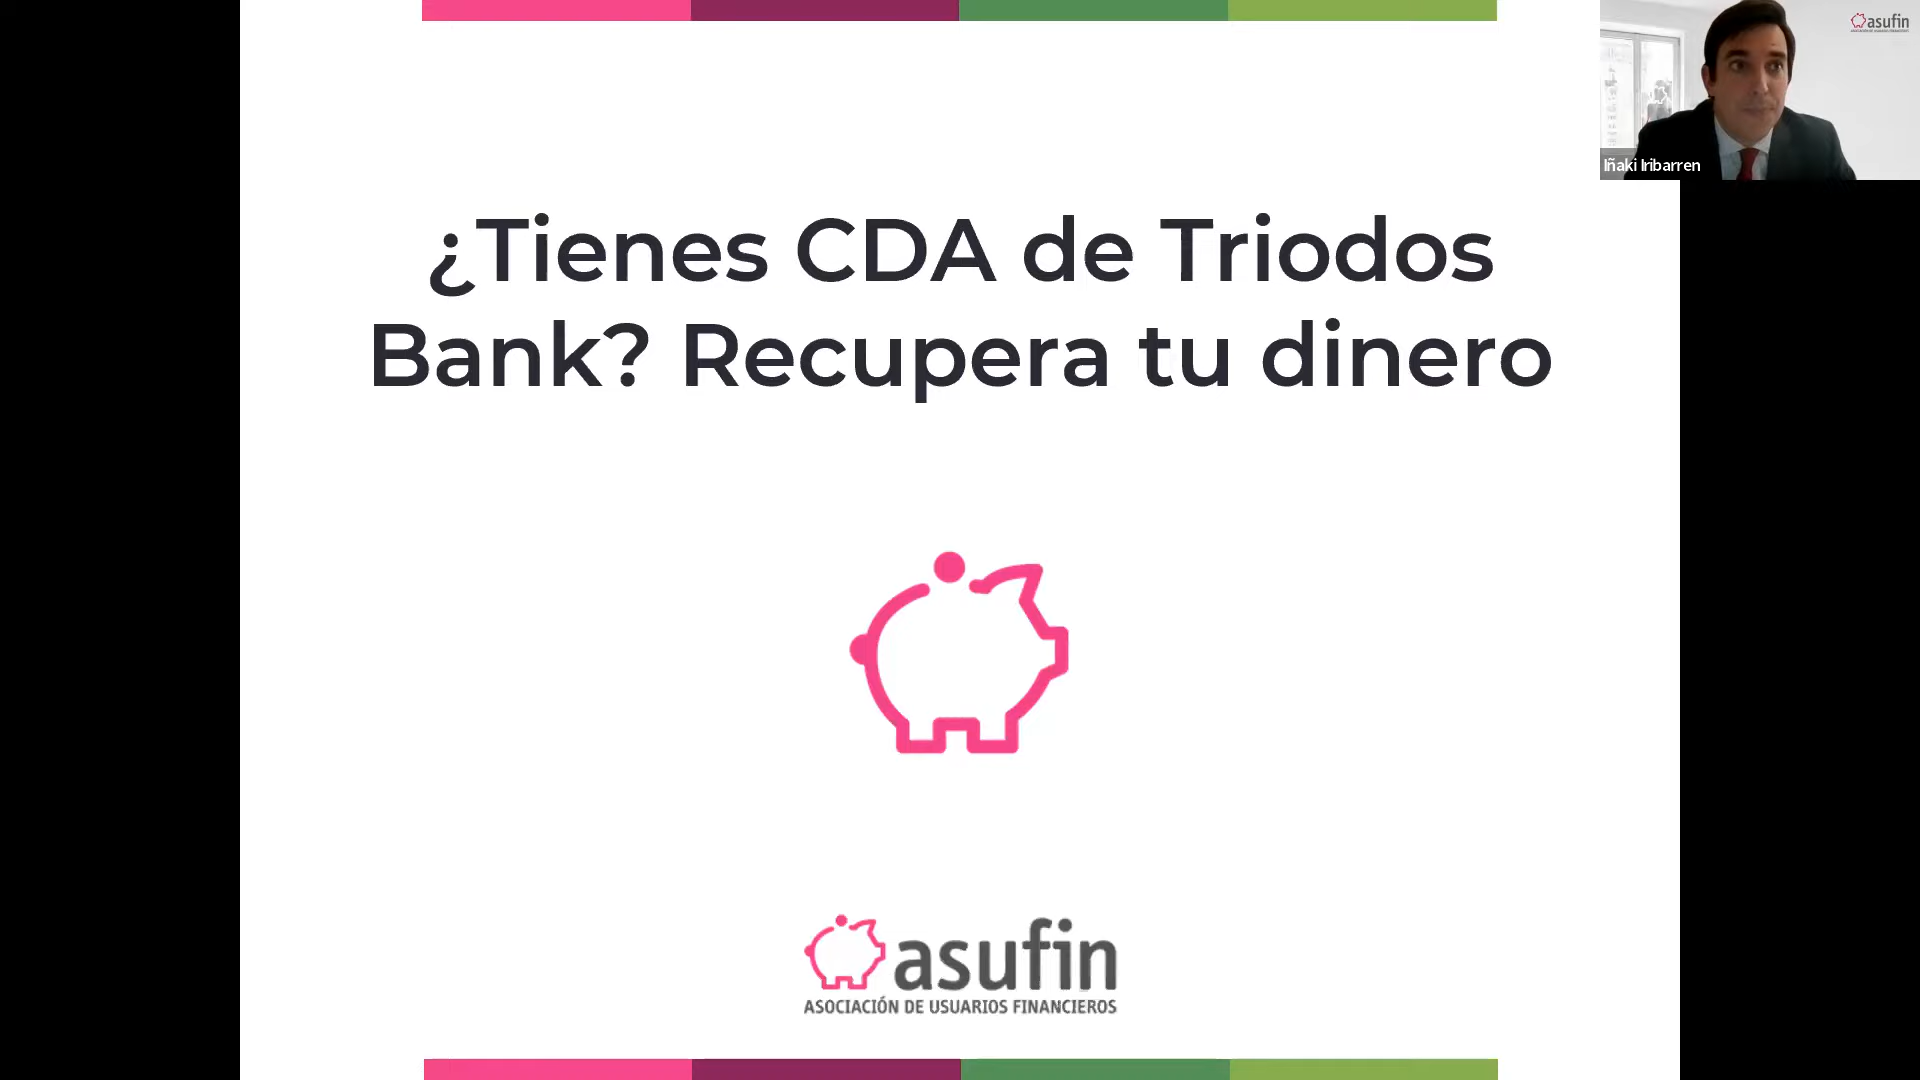 ¿Tienes CDA de Triodos
Bank? Recupera tu dinero
asufin
Iñaki Iribarren
asufin
ASOCIACIÓN DE USUARIOS FINANCIEROS